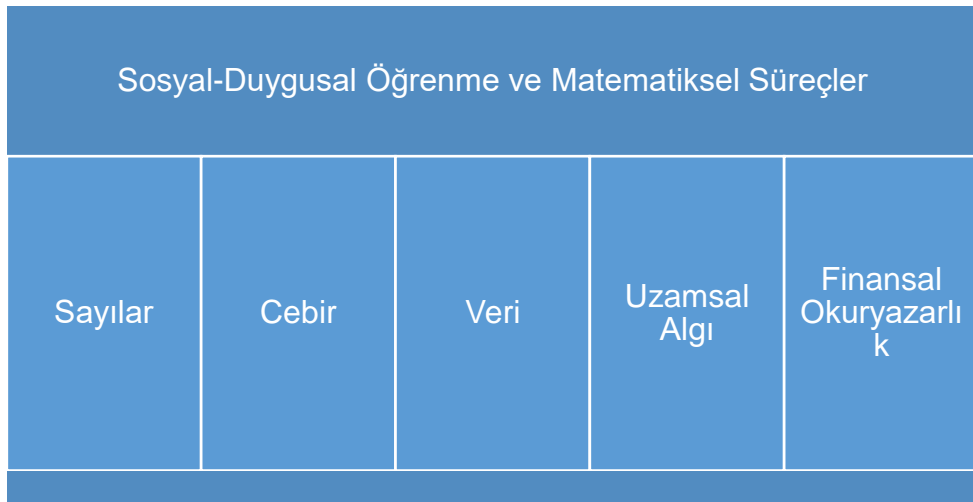 Sosyal-Duygusal Öğrenme ve Matematiksel Süreçler
Sayılar
Cebir
Veri
Uzamsal
Algı
Finansal
Okuryazarlı
k